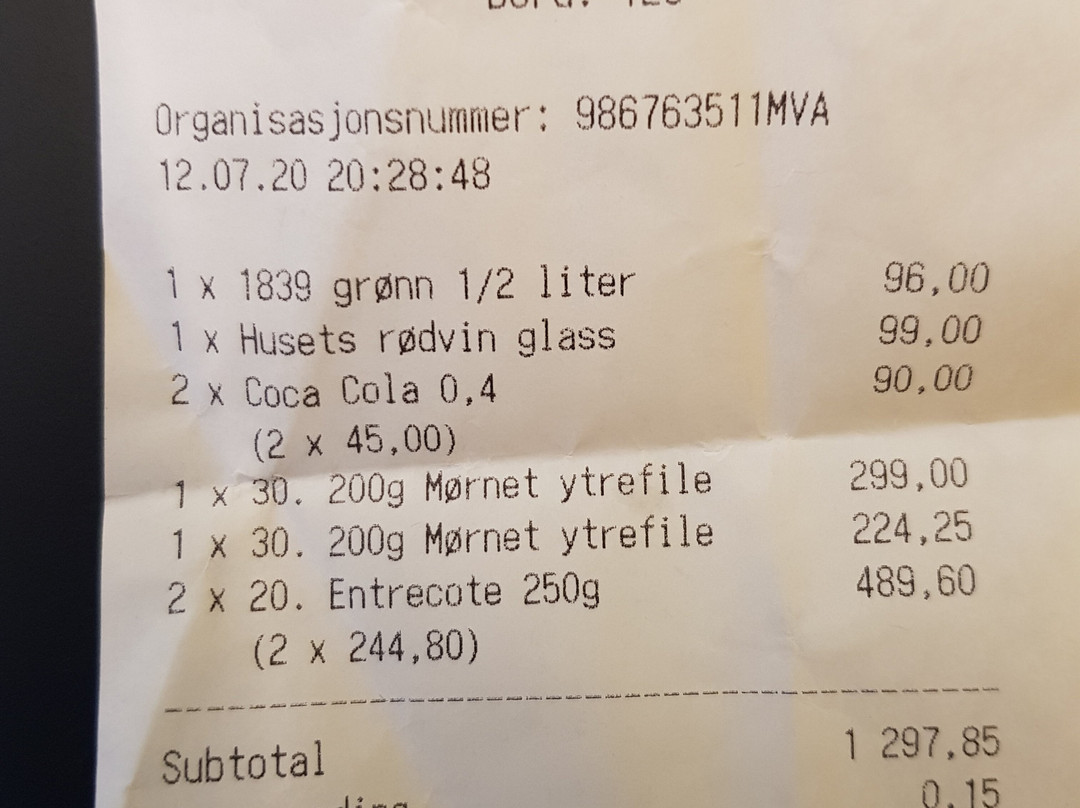 Organisasjonsnummer: 986763511MVA
12.07.20 20:28:48
1 x 1839 grønn 1/2 liter 96,00
1 x Husets rødvin glass 99,00
2 x Coca Cola 0,4 90,00
(2 x 45,00)
1 x 30. 200g Mørnet ytrefile 299,00
1 x 30. 200g Mørnet ytrefile 224,25
2 x 20. Entrecote 250g 489,60
(2 x 244,80)
Subtotal 1 297,85
0,15